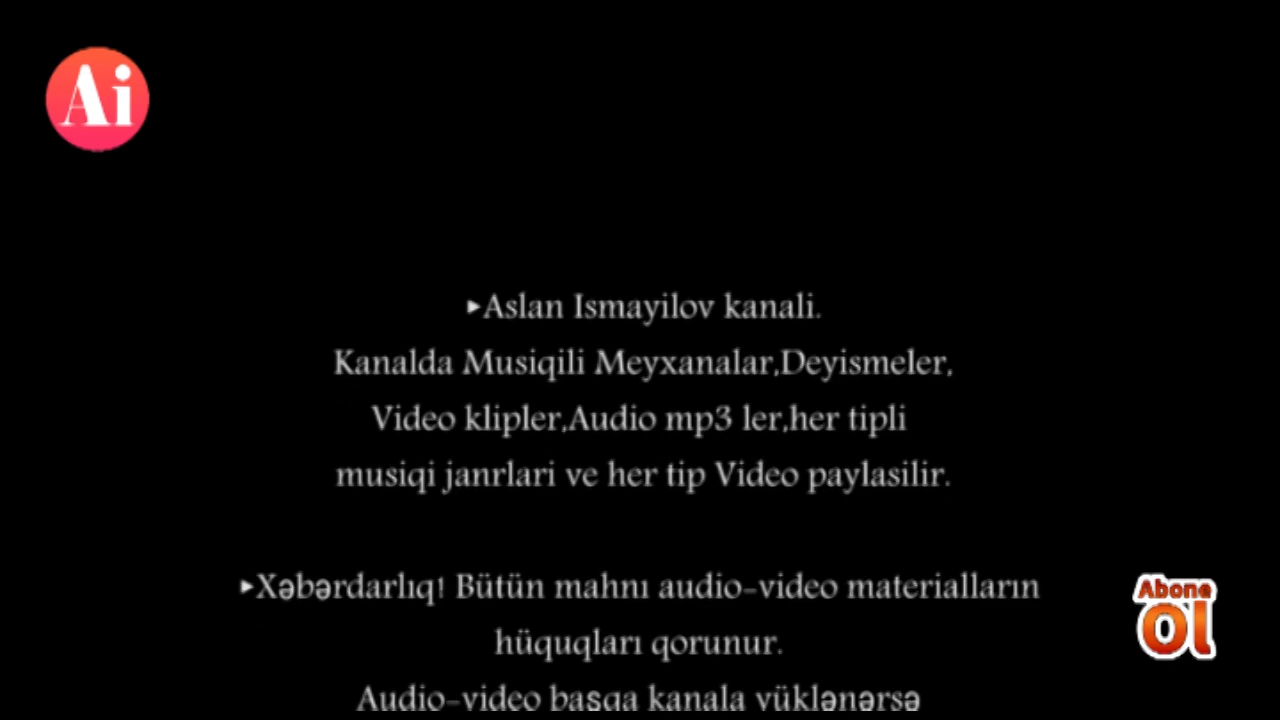 Ai
▸Aslan Ismayilov kanali.
Kanalda Musiqili Meyxanalar,Deyismeler,
Video klipler,Audio mp3 ler,her tipli
musiqi janrlari ve her tip Video paylasilir.
▸Xəbərdarlıq! Bütün mahnı audio-video materialların
hüquqları qorunur.
Audio-video başqa kanala yüklənərsə
Abone
Ol